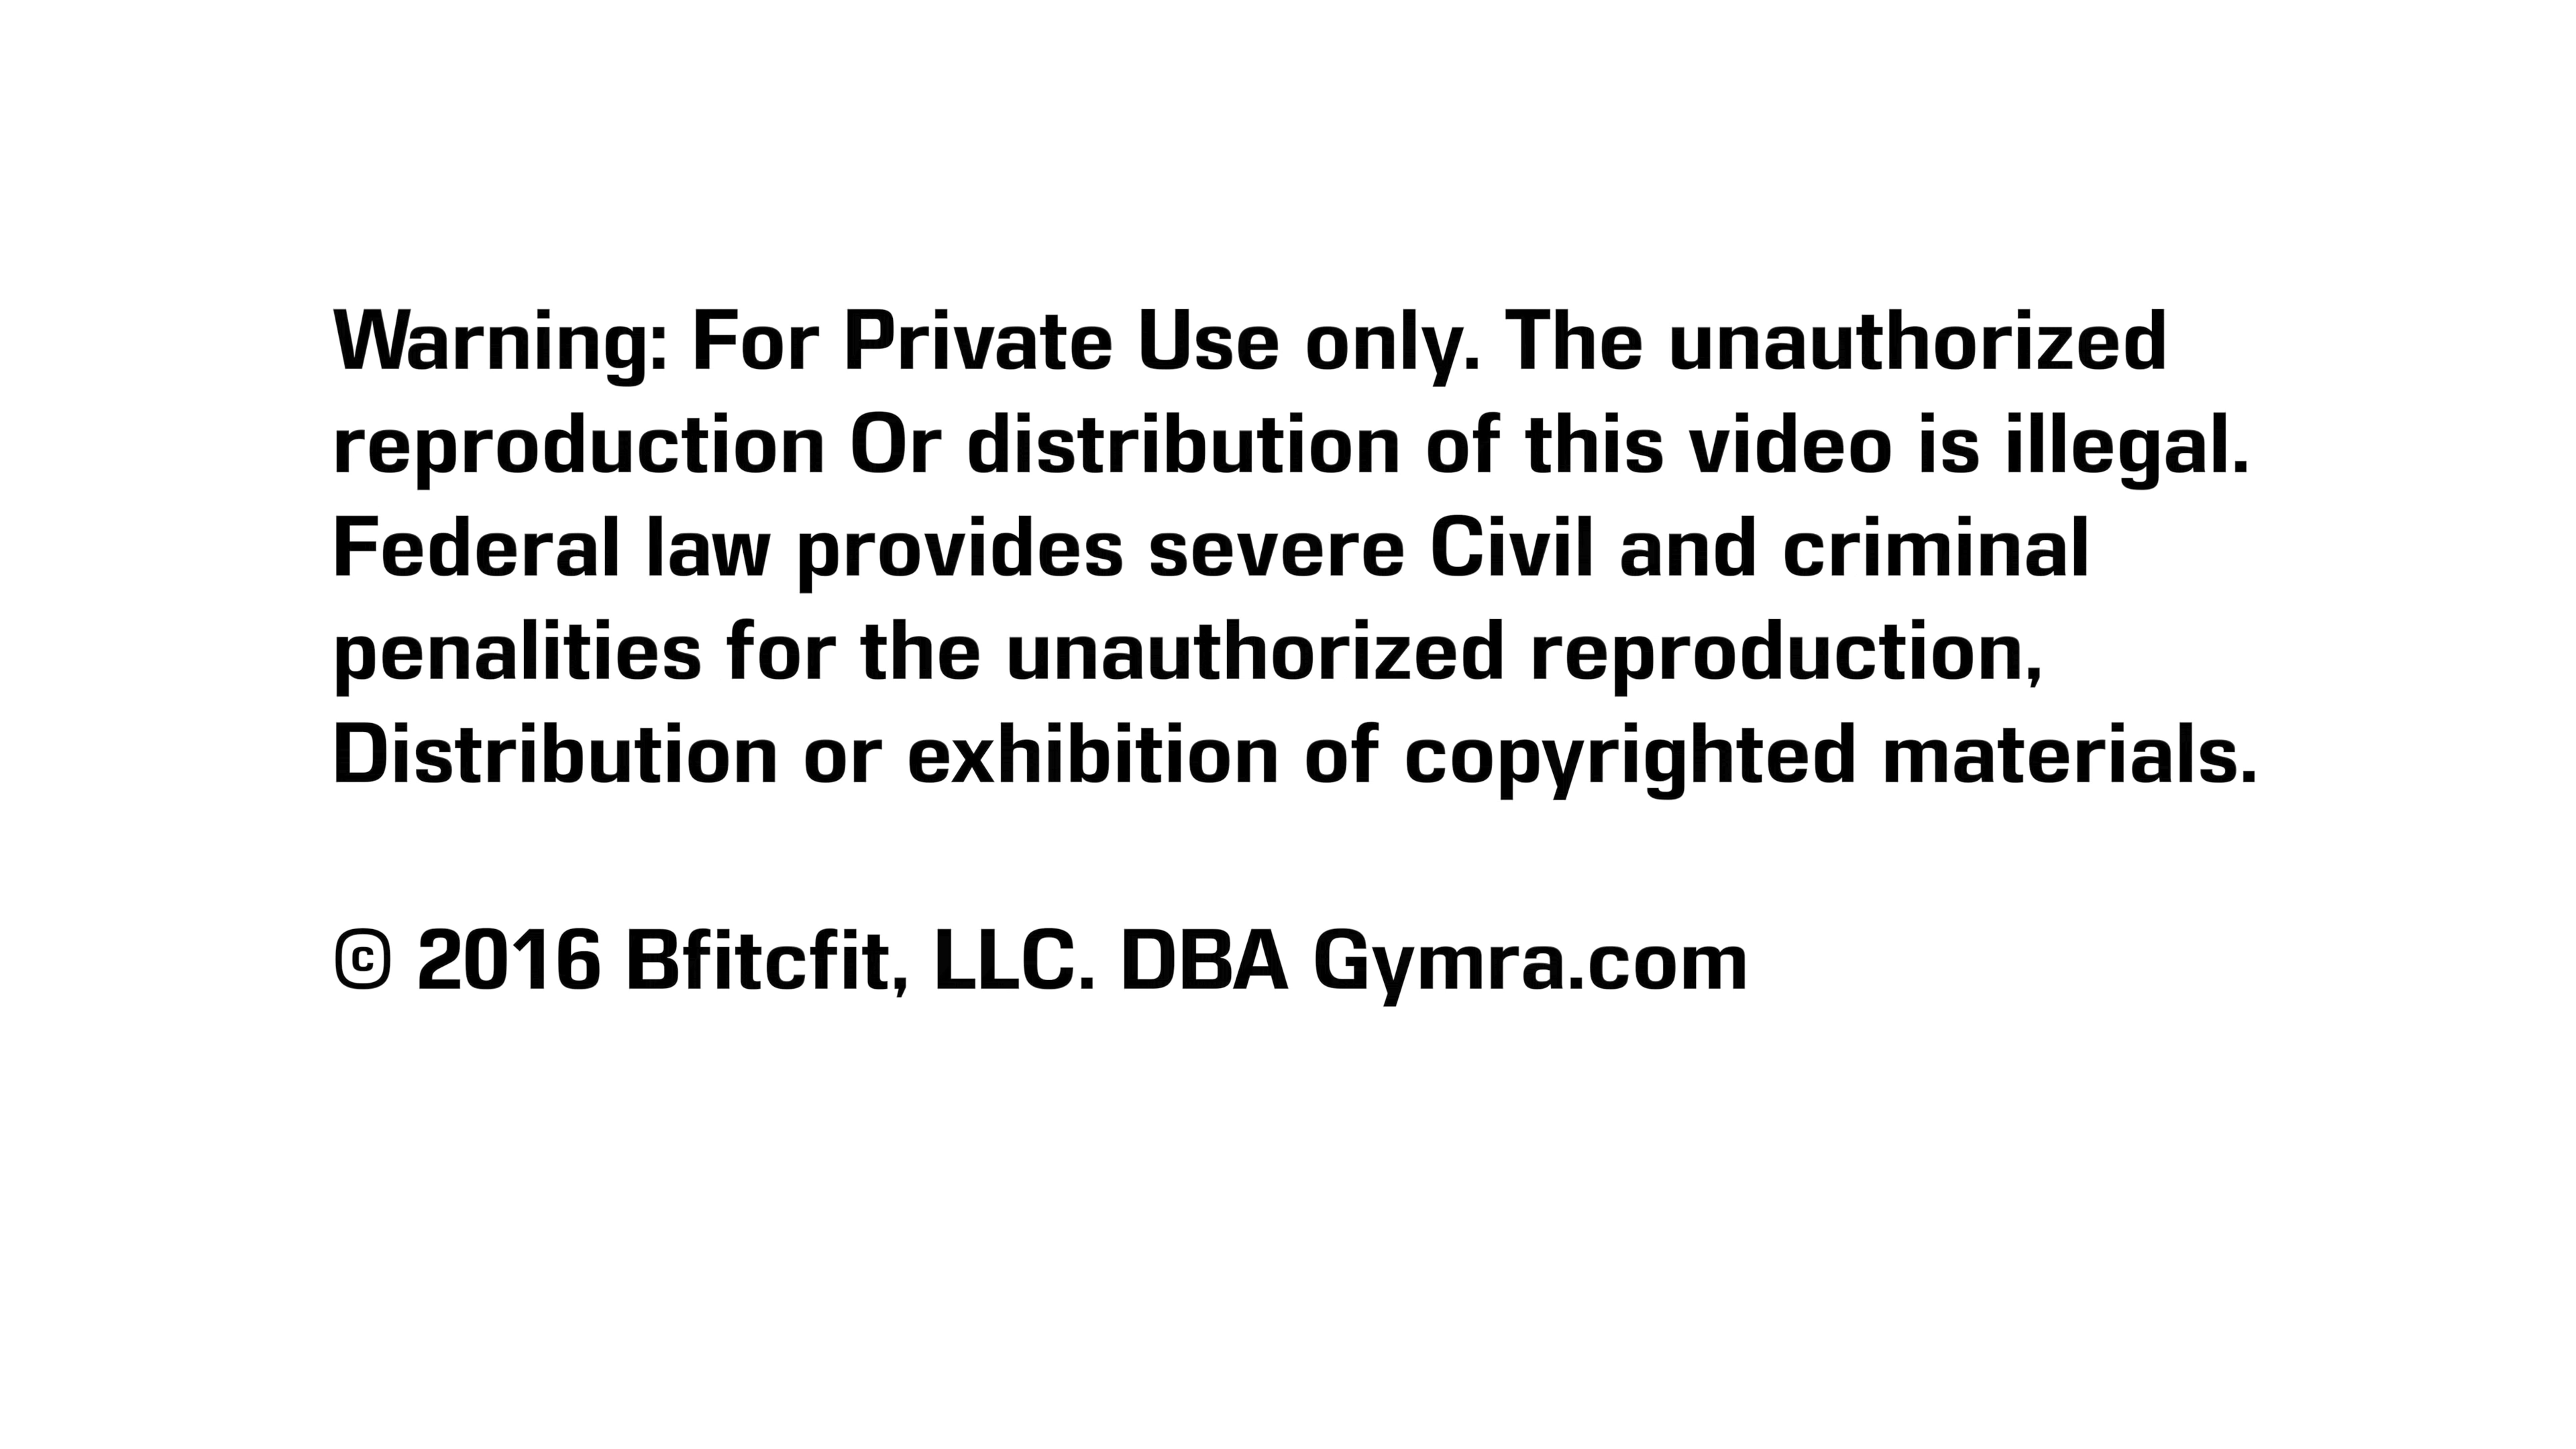 Warning: For Private Use only. The unauthorized
reproduction Or distribution of this video is illegal.
Federal law provides severe Civil and criminal
penalities for the unauthorized reproduction,
Distribution or exhibition of copyrighted materials.
© 2016 Bfitcfit, LLC. DBA Gymra.com